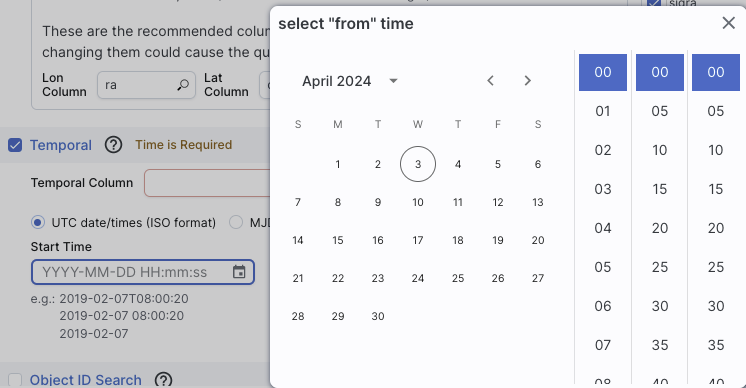 sigra
These are the recommended colum
changing them could cause the qu
Lon
Column
ra
Lat
Column
Temporal
Time is Required
Temporal Column
UTC date/times (ISO format)
MJD
Start Time
YYYY-MM-DD HH:mm:ss
e.g.: 2019-02-07T08:00:20
2019-02-07 08:00:20
2019-02-07
Object ID Search
select "from" time
April 2024
S M T W T F S
1 2 3 4 5 6
7 8 9 10 11 12 13
14 15 16 17 18 19 20
21 22 23 24 25 26 27
28 29 30
00 00 00
01 05 05
02 10 10
03 15 15
04 20 20
05 25 25
06 30 30
07 35 35
08 40 40